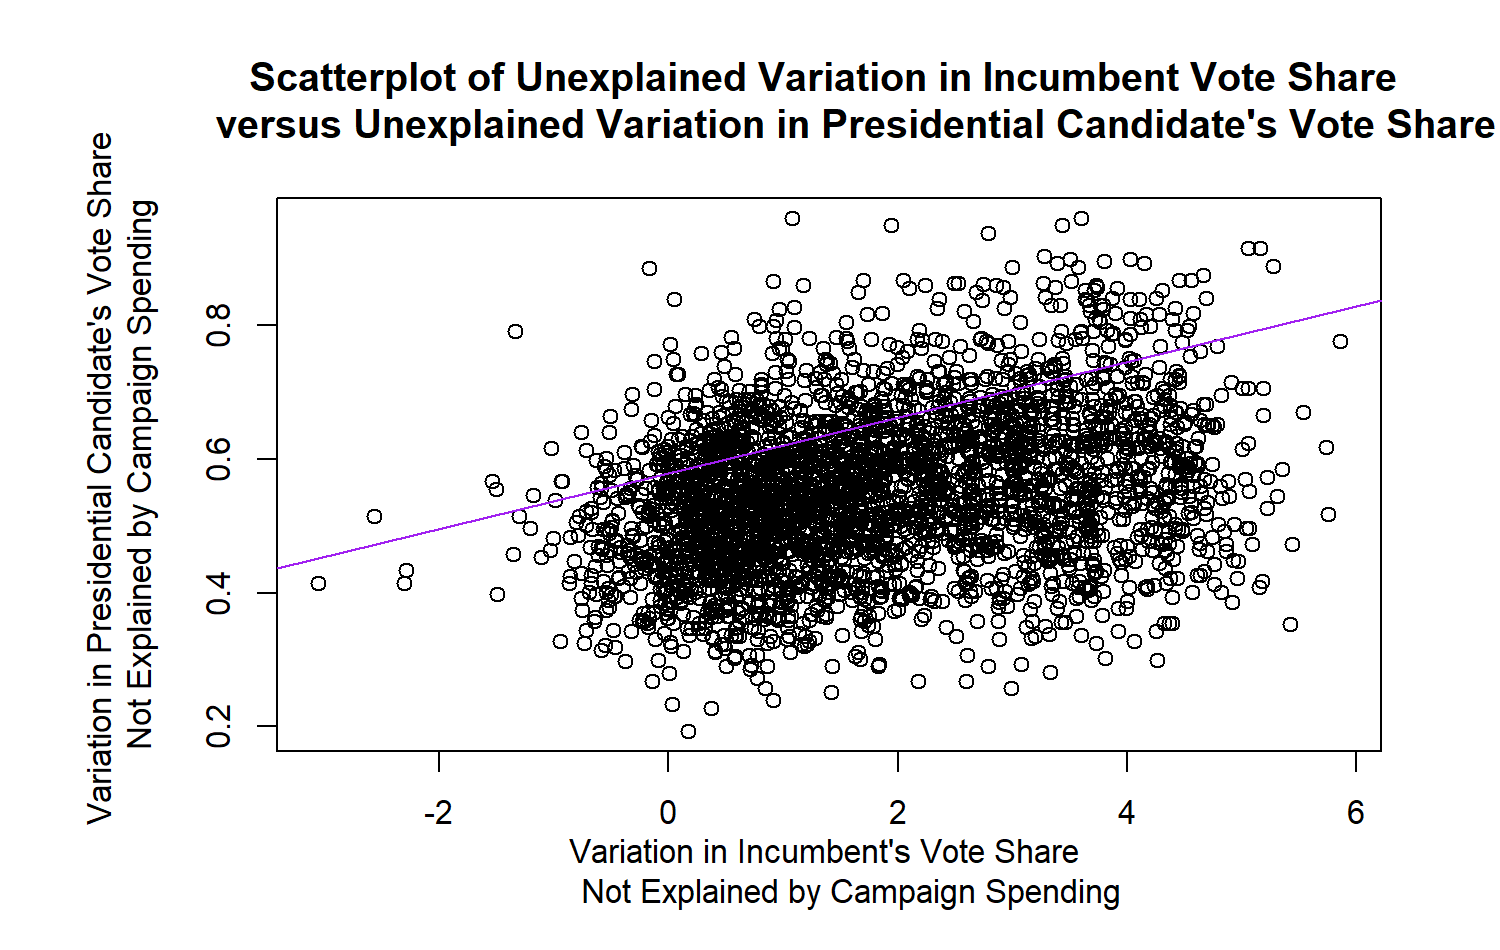 Scatterplot of Unexplained Variation in Incumbent Vote Share
versus Unexplained Variation in Presidential Candidate's Vote Share
Variation in Presidential Candidate's Vote Share
Not Explained by Campaign Spending
0.8
0.6
0.4
0.2
-2 0 2 4 6
Variation in Incumbent's Vote Share
Not Explained by Campaign Spending